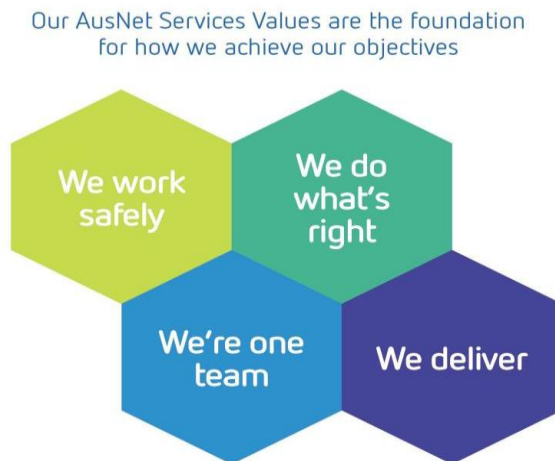 Our AusNet Services Values are the foundation
for how we achieve our objectives
We work
safely
We do
what's
right
We're one
team
We deliver